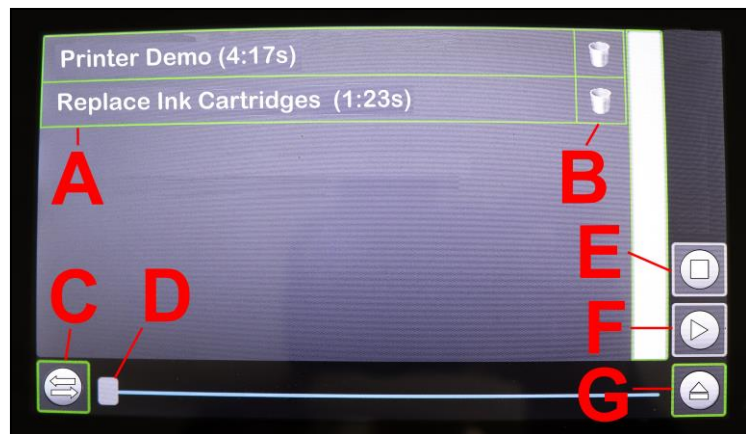 Printer Demo (4:17s)
Replace Ink Cartridges (1:23s)
A
B
E
C
D
F
G